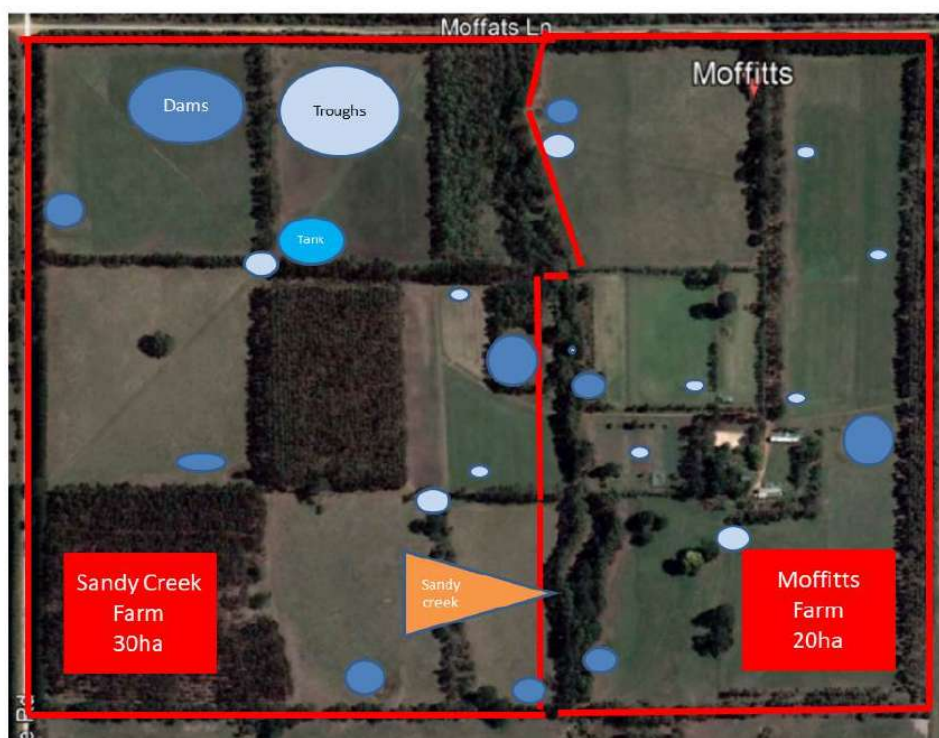 Moffats Ln
Moffitts
Dams
Troughs
Tank
Sandy Creek
Farm
30ha
Sandy
creek
Moffitts
Farm
20ha